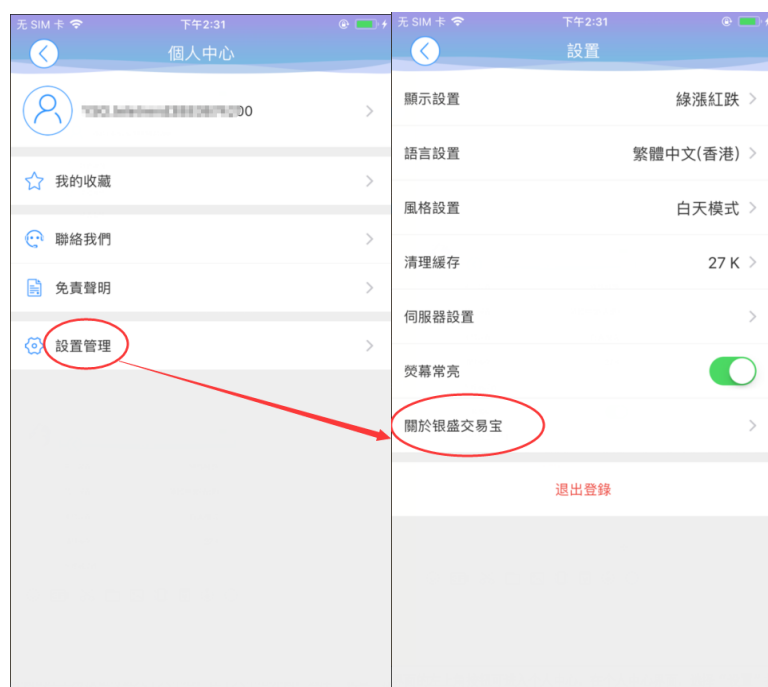 无 SIM 卡 下午2:31
個人中心
00
我的收藏
聯絡我們
免責聲明
設置管理
无 SIM 卡 下午2:31
設置
顯示設置 綠漲紅跌
語言設置 繁體中文(香港)
風格設置 白天模式
清理緩存 27 K
伺服器設置
熒幕常亮
關於银盛交易宝
退出登錄